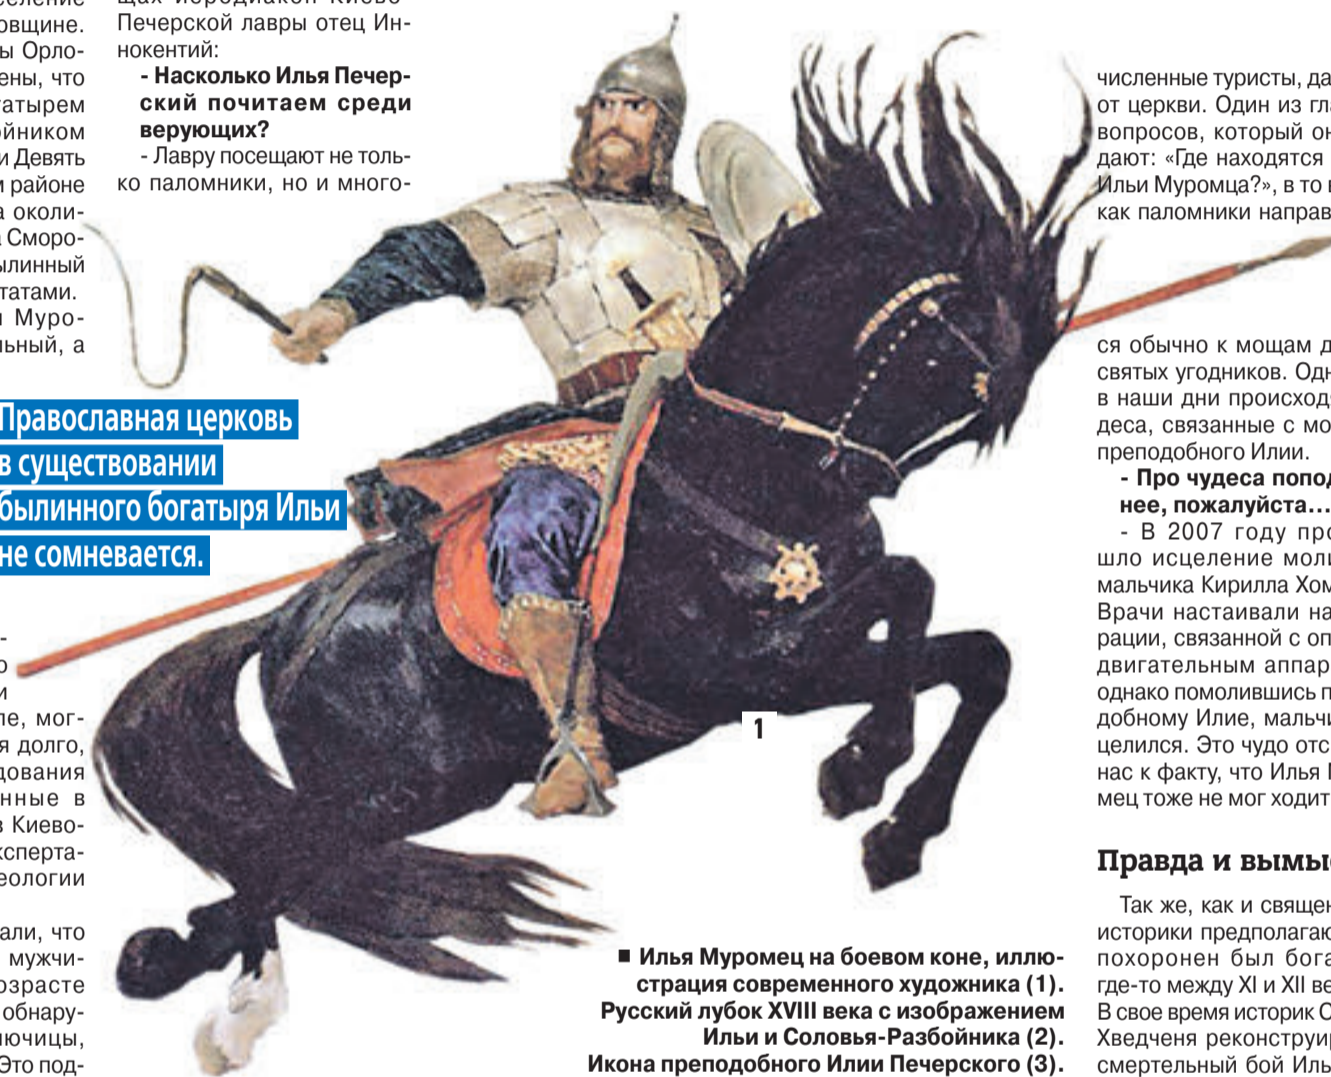 овщине.
ы Орло-
ены, что
атырем
ойником
и Девять
районе
а околи-
Сморо-
ылинный
татами.
Муро-
льный, а
Православная церковь
в существовании
былинного богатыря Ильи
не сомневается.
-
о
и
ле, мог-
я долго,
дования
нные в
в Киево-
ксперта-
еологии
али, что
мужчи-
озрасте
обнару-
ючицы,
Это под-
Печерской лавры отец Ин-
нокентий:
- Насколько Илья Печер-
ский почитаем среди
верующих?
- Лавру посещают не толь-
ко паломники, но и много-
1
■ Илья Муромец на боевом коне, иллю-
страция современного художника (1).
Русский лубок XVIII века с изображением
Ильи и Соловья-Разбойника (2).
Икона преподобного Илии Печерского (3).
численные туристы, да
от церкви. Один из гла
вопросов, который он
дают: «Где находятся
Ильи Муромца?», в то
как паломники направ
ся обычно к мощам д
святых угодников. Одн
в наши дни происход
деса, связанные с мо
преподобного Илии.
- Про чудеса попод
нее, пожалуйста...
- В 2007 году про
шло исцеление моли
мальчика Кирилла Хом
Врачи настаивали на
рации, связанной с оп
двигательным аппар
однако помолившись п
добному Илие, мальчи
целился. Это чудо отс
нас к факту, что Илья
мец тоже не мог ходит
Правда и вымы
Так же, как и священ
историки предполагаю
похоронен был бога
где-то между XI и XII ве
В свое время историк С
Хведченя реконструир
смертельный бой Иль